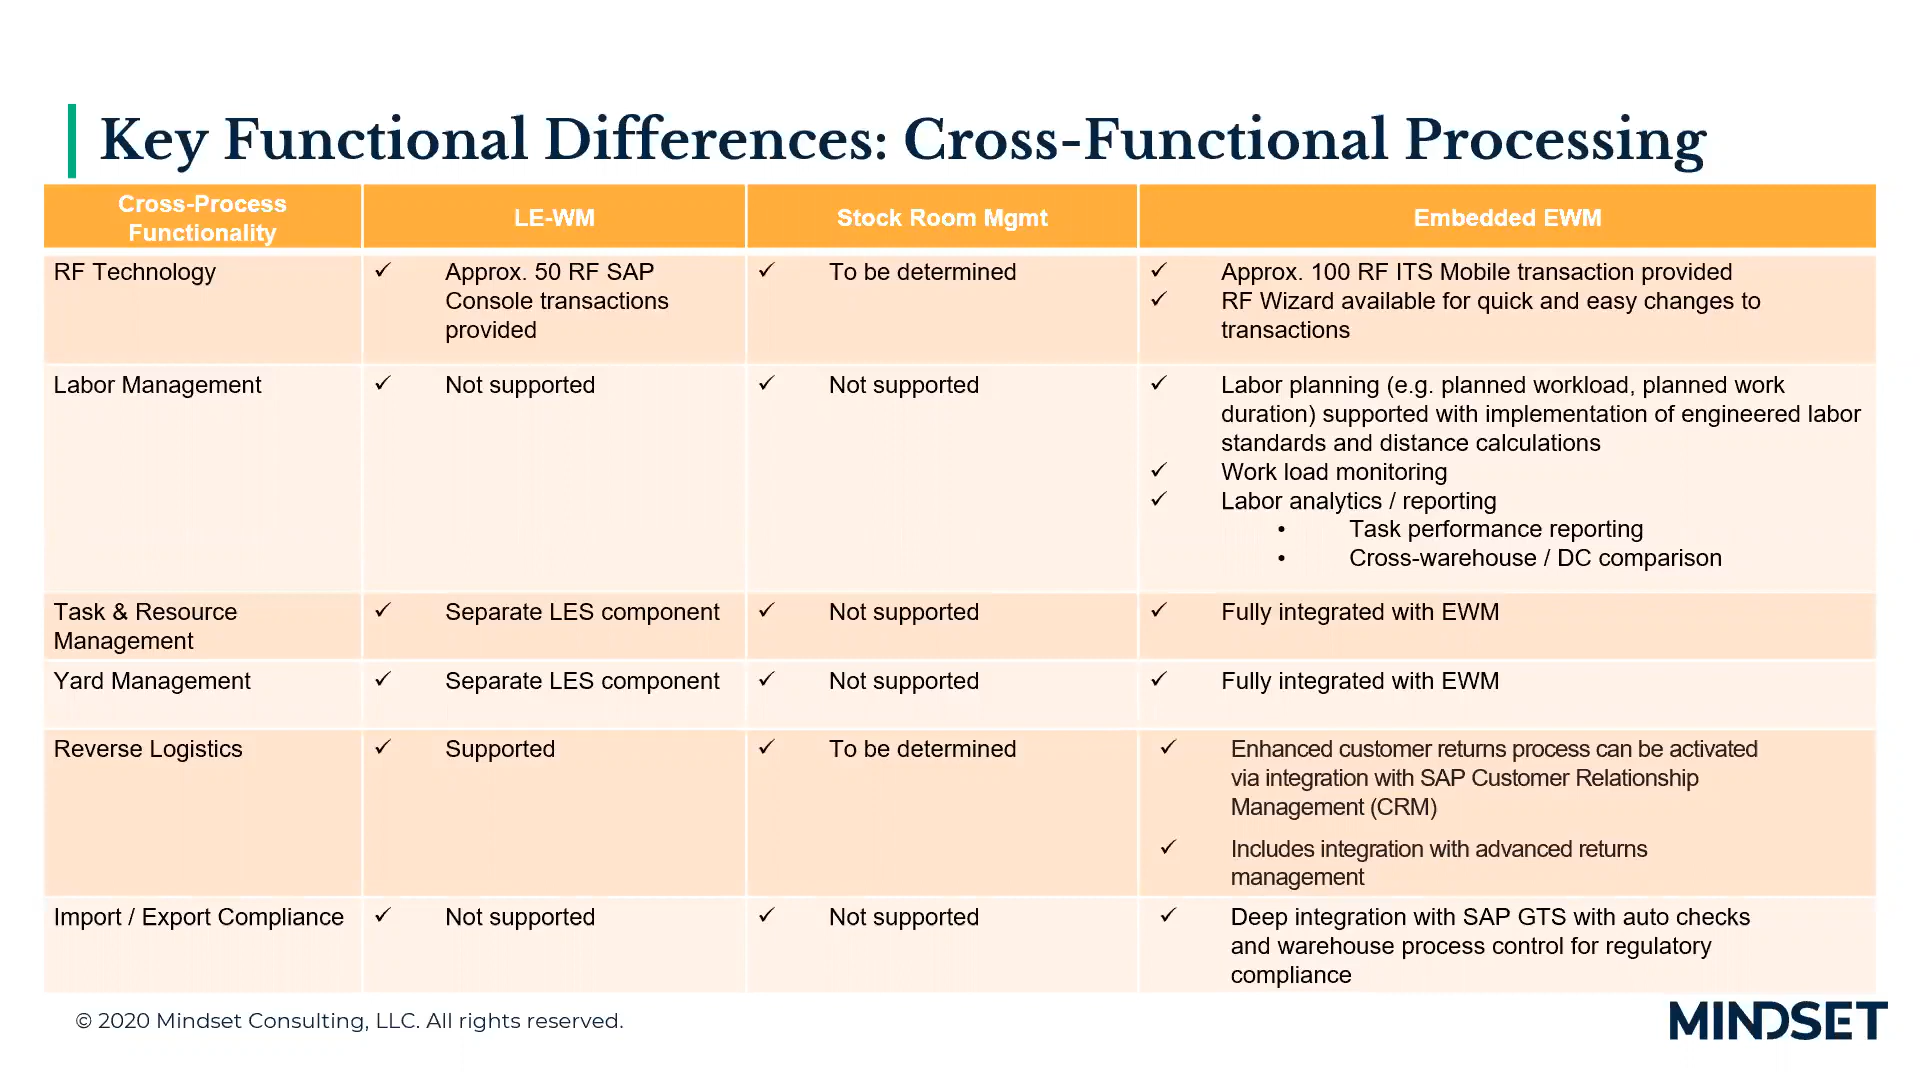 Key Functional Differences: Cross-Functional Processing
Cross-Process
Functionality
LE-WM
Stock Room Mgmt
Embedded EWM
RF Technology
✓ Approx. 50 RF SAP
Console transactions
provided
✓ To be determined
✓ Approx. 100 RF ITS Mobile transaction provided
✓ RF Wizard available for quick and easy changes to
transactions
Labor Management
✓ Not supported
✓ Not supported
✓ Labor planning (e.g. planned workload, planned work
duration) supported with implementation of engineered labor
standards and distance calculations
✓ Work load monitoring
✓ Labor analytics / reporting
• Task performance reporting
• Cross-warehouse / DC comparison
Task & Resource
Management
✓ Separate LES component
✓ Not supported
✓ Fully integrated with EWM
Yard Management
✓ Separate LES component
✓ Not supported
✓ Fully integrated with EWM
Reverse Logistics
✓ Supported
✓ To be determined
✓ Enhanced customer returns process can be activated
via integration with SAP Customer Relationship
Management (CRM)
✓ Includes integration with advanced returns
management
Import / Export Compliance
✓ Not supported
✓ Not supported
✓ Deep integration with SAP GTS with auto checks
and warehouse process control for regulatory
compliance
© 2020 Mindset Consulting, LLC. All rights reserved.
MINDSET